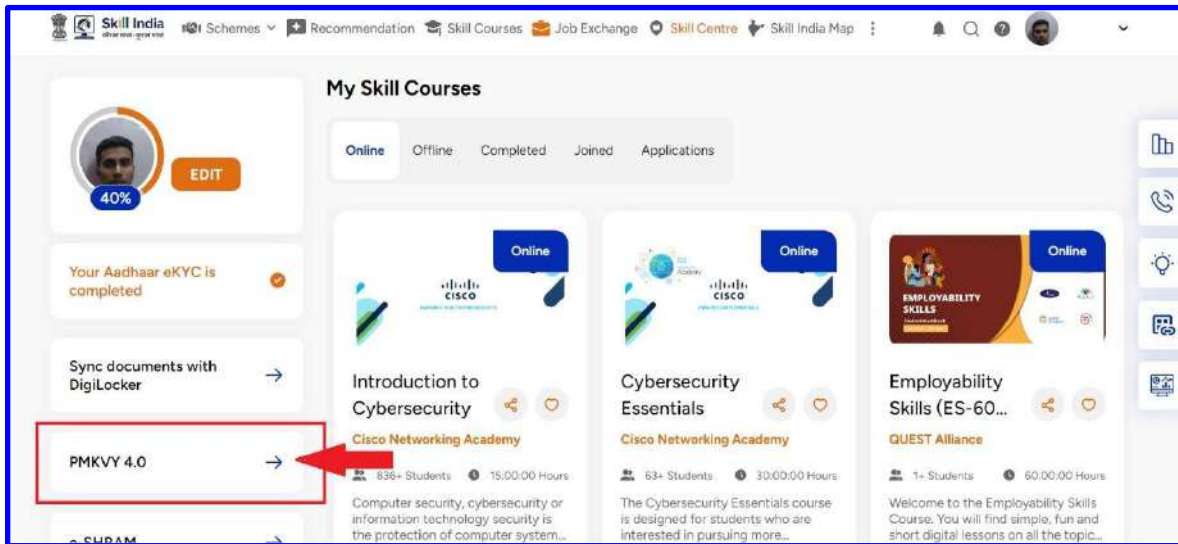 Skill India
कौशल भारत-कुशल भारत
Schemes
Recommendation
Skill Courses
Job Exchange
Skill Centre
Skill India Map
EDIT
40%
Your Aadhaar eKYC is
completed
Sync documents with
DigiLocker
PMKVY 4.0
e-SHRAM
My Skill Courses
Online
Offline
Completed
Joined
Applications
Online
CISCO
Introduction to
Cybersecurity
Cisco Networking Academy
836+ Students
15:00:00 Hours
Computer security, cybersecurity or
information technology security is
the protection of computer system...
Online
Academy
CISCO
Cybersecurity
Essentials
Cisco Networking Academy
63+ Students
30:00:00 Hours
The Cybersecurity Essentials course
is designed for students who are
interested in pursuing more...
Online
EMPLOYABILITY
SKILLS
Employability
Skills (ES-60...
QUEST Alliance
1+ Students
60:00:00 Hours
Welcome to the Employability Skills
Course. You will find simple, fun and
short digital lessons on all the topic...